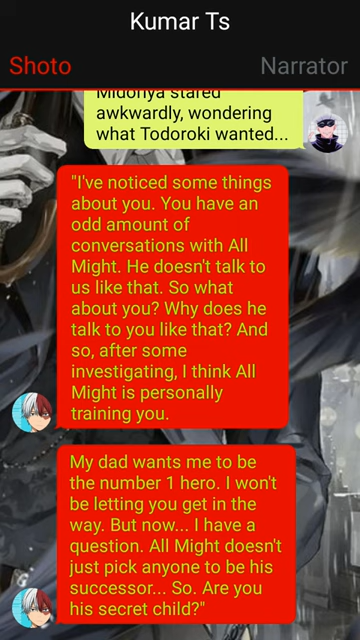 Kumar Ts
Shoto
Narrator
Midoriya stared
awkwardly, wondering
what Todoroki wanted...
"I've noticed some things
about you. You have an
odd amount of
conversations with All
Might. He doesn't talk to
us like that. So what
about you? Why does he
talk to you like that? And
so, after some
investigating, I think All
Might is personally
training you.
My dad wants me to be
the number 1 hero. I won't
be letting you get in the
way. But now... I have a
question. All Might doesn't
just pick anyone to be his
successor... So. Are you
his secret child?"